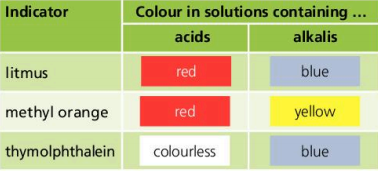 Indicator Colour in solutions containing ...
acids alkalis
litmus red blue
methyl orange red yellow
thymolphthalein colourless blue